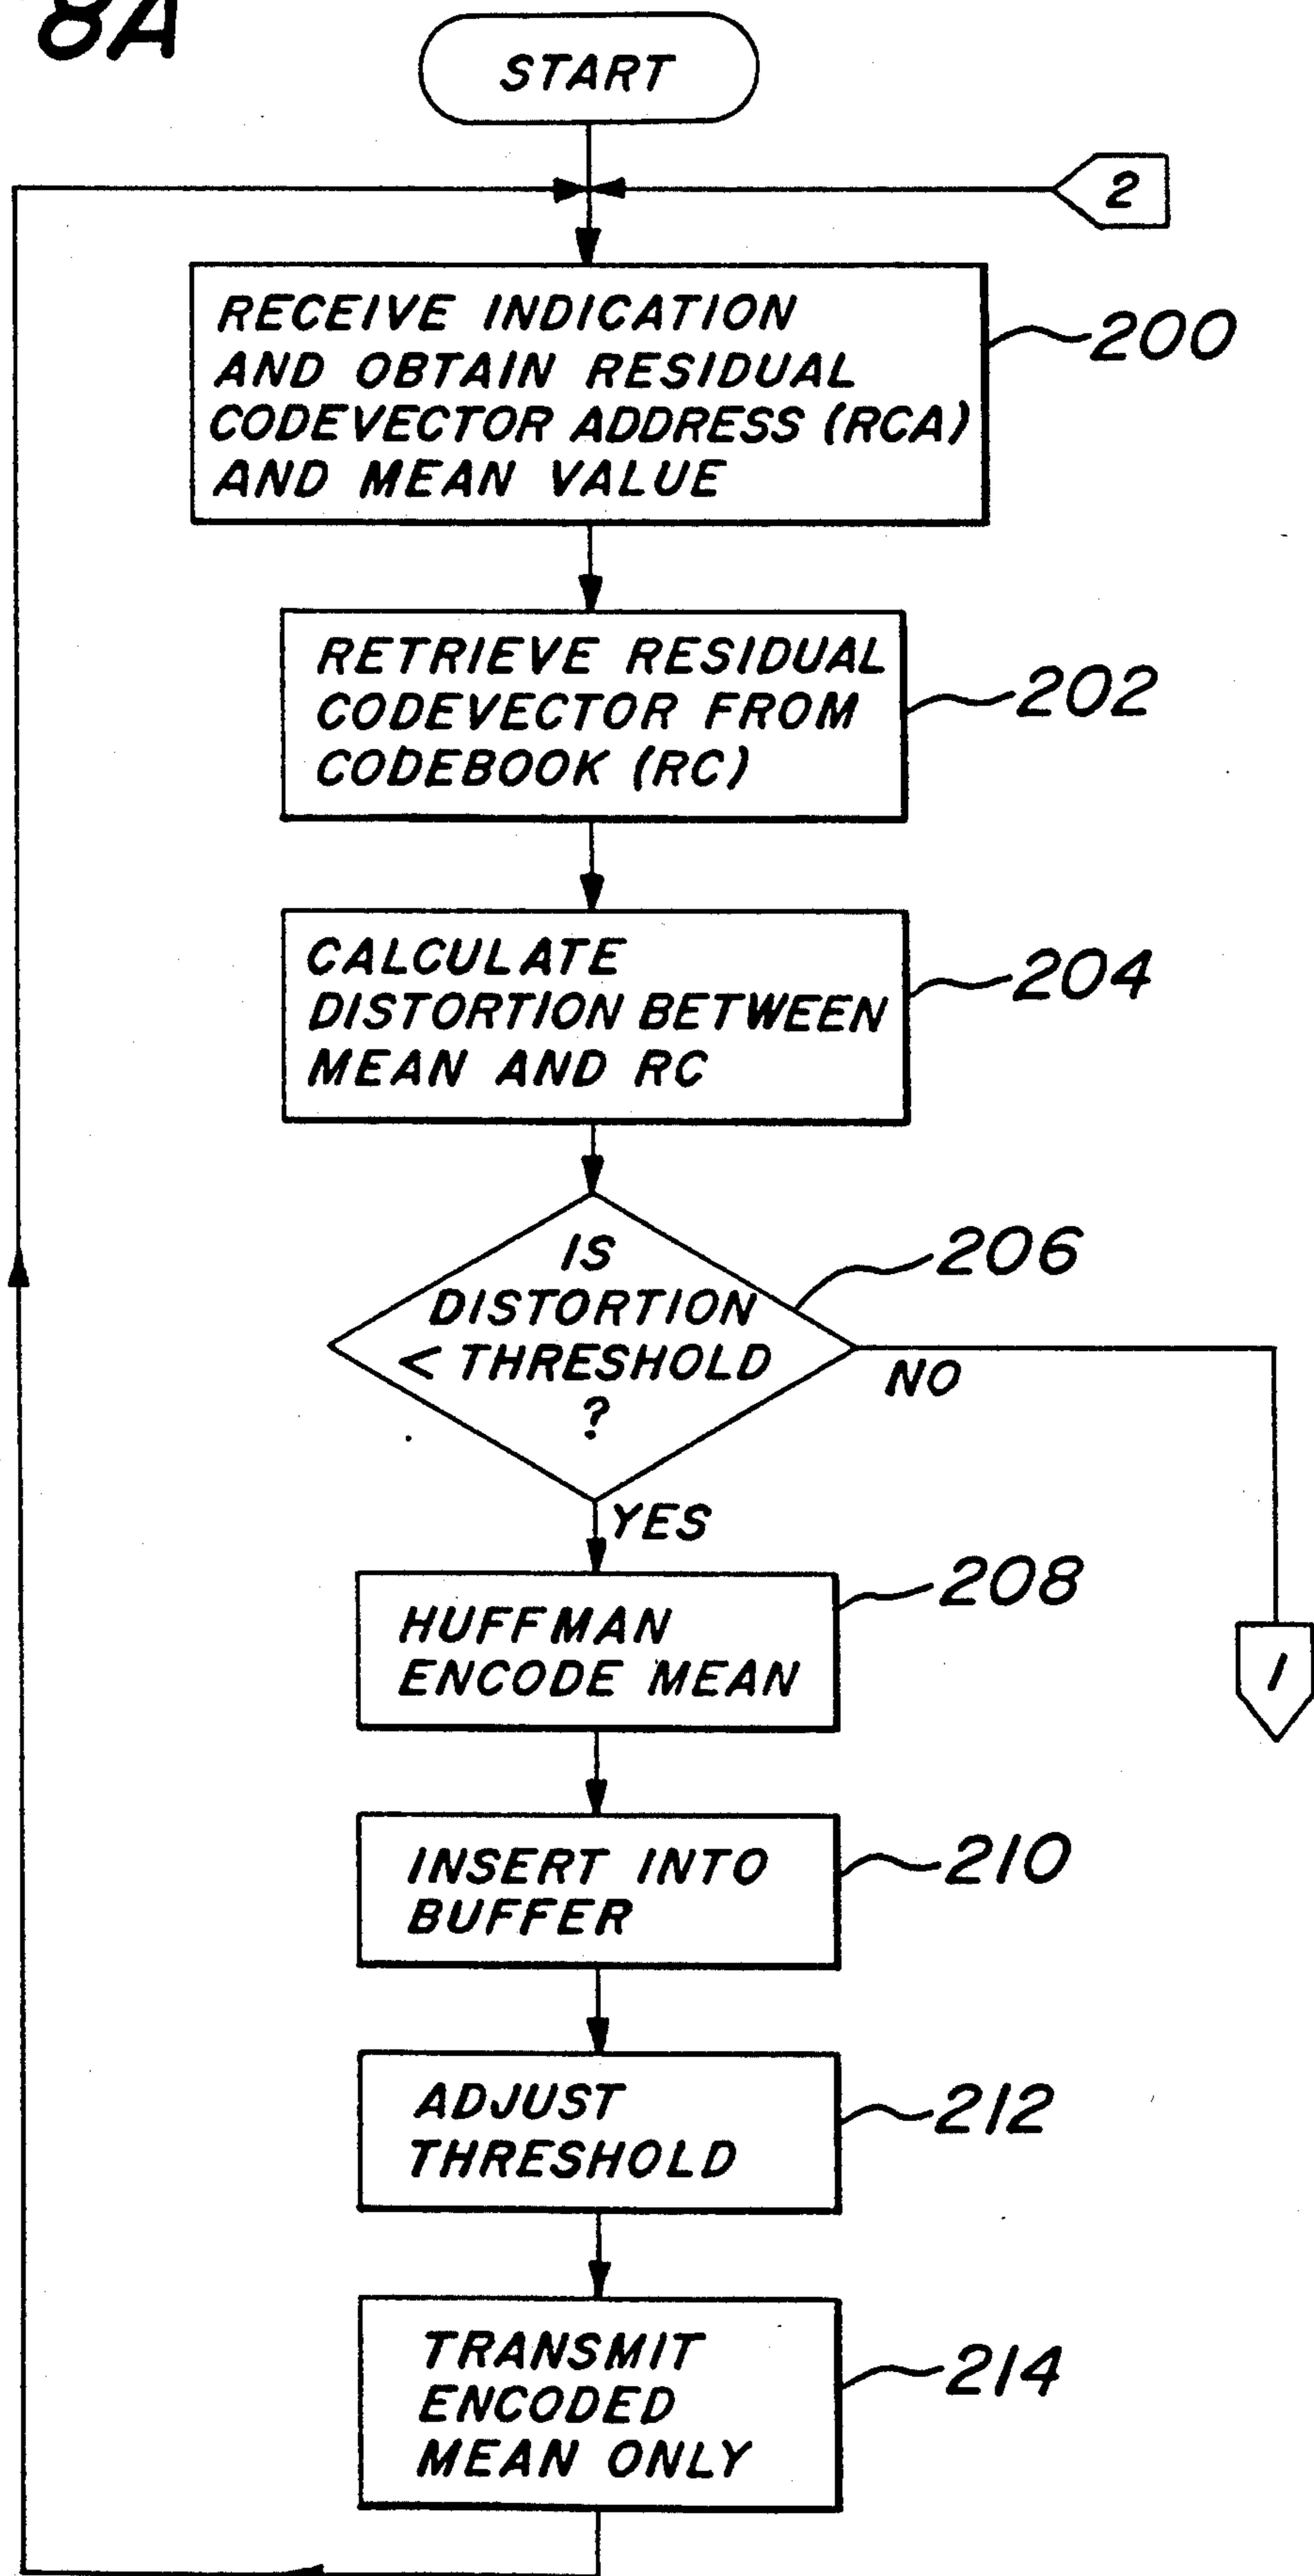 8A
START
2
RECEIVE INDICATION
AND OBTAIN RESIDUAL
CODEVECTOR ADDRESS (RCA)
AND MEAN VALUE
200
RETRIEVE RESIDUAL
CODEVECTOR FROM
CODEBOOK (RC)
202
CALCULATE
DISTORTION BETWEEN
MEAN AND RC
204
IS
DISTORTION
< THRESHOLD
?
206
NO
YES
1
HUFFMAN
ENCODE MEAN
208
INSERT INTO
BUFFER
210
ADJUST
THRESHOLD
212
TRANSMIT
ENCODED
MEAN ONLY
214